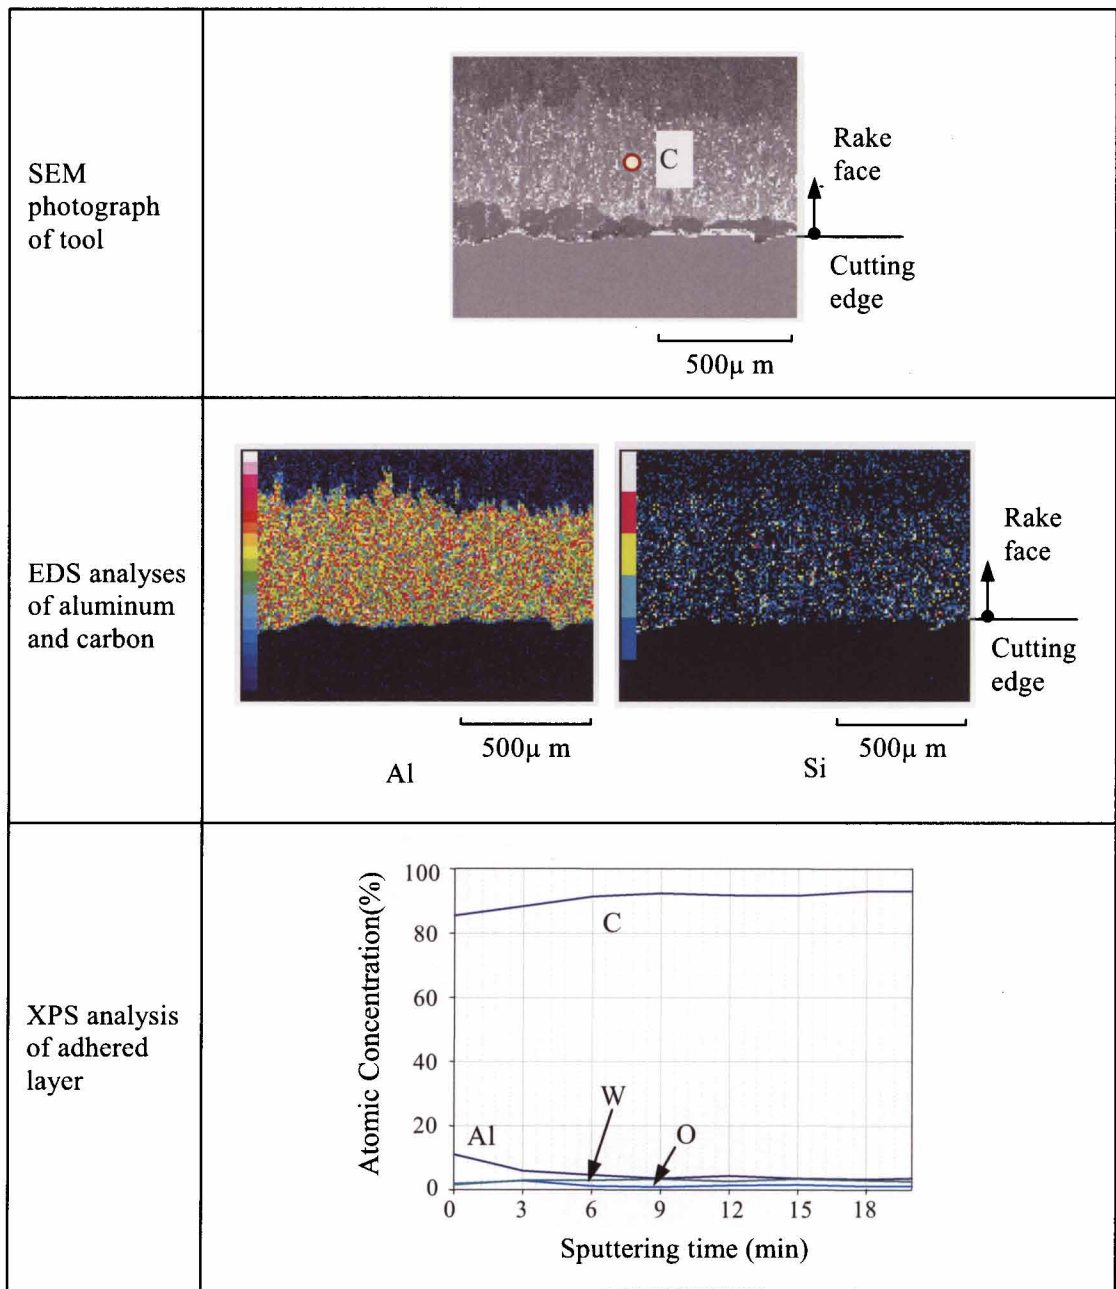 SEM
photograph
of tool
C
Rake
face
Cutting
edge
500μ m
EDS analyses
of aluminum
and carbon
Rake
face
Cutting
edge
500μ m
500μ m
Al
Si
XPS analysis
of adhered
layer
Atomic Concentration(%)
100
80
60
40
20
0
C
W
Al
O
0 3 6 9 12 15 18
Sputtering time (min)